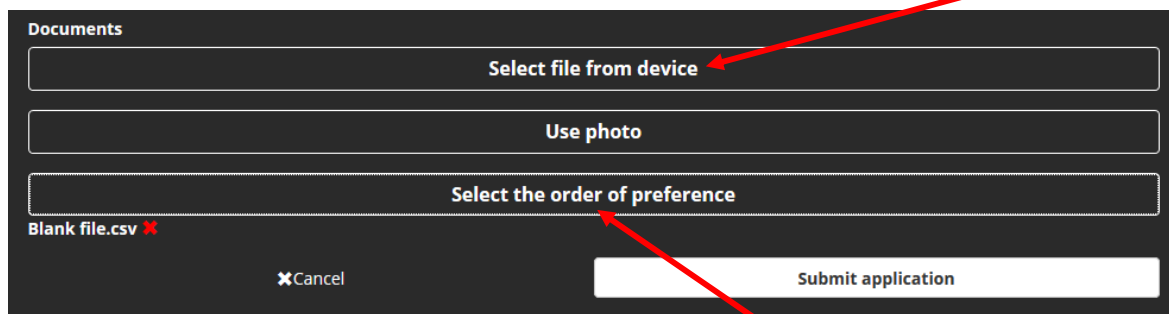 Documents
Select file from device
Use photo
Select the order of preference
Blank file.csv ✖
✖Cancel Submit application